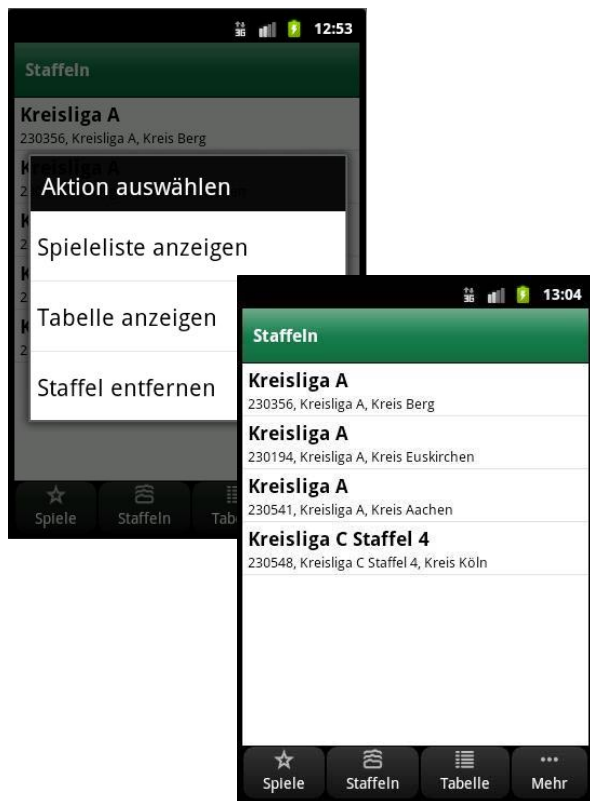 3G 12:53
Staffeln
Kreisliga A
230356, Kreisliga A, Kreis Berg
Aktion auswählen
Spieleliste anzeigen
Tabelle anzeigen
Staffel entfernen
Spiele Staffeln
3G 13:04
Staffeln
Kreisliga A
230356, Kreisliga A, Kreis Berg
Kreisliga A
230194, Kreisliga A, Kreis Euskirchen
Kreisliga A
230541, Kreisliga A, Kreis Aachen
Kreisliga C Staffel 4
230548, Kreisliga C Staffel 4, Kreis Köln
Spiele Staffeln Tabelle Mehr